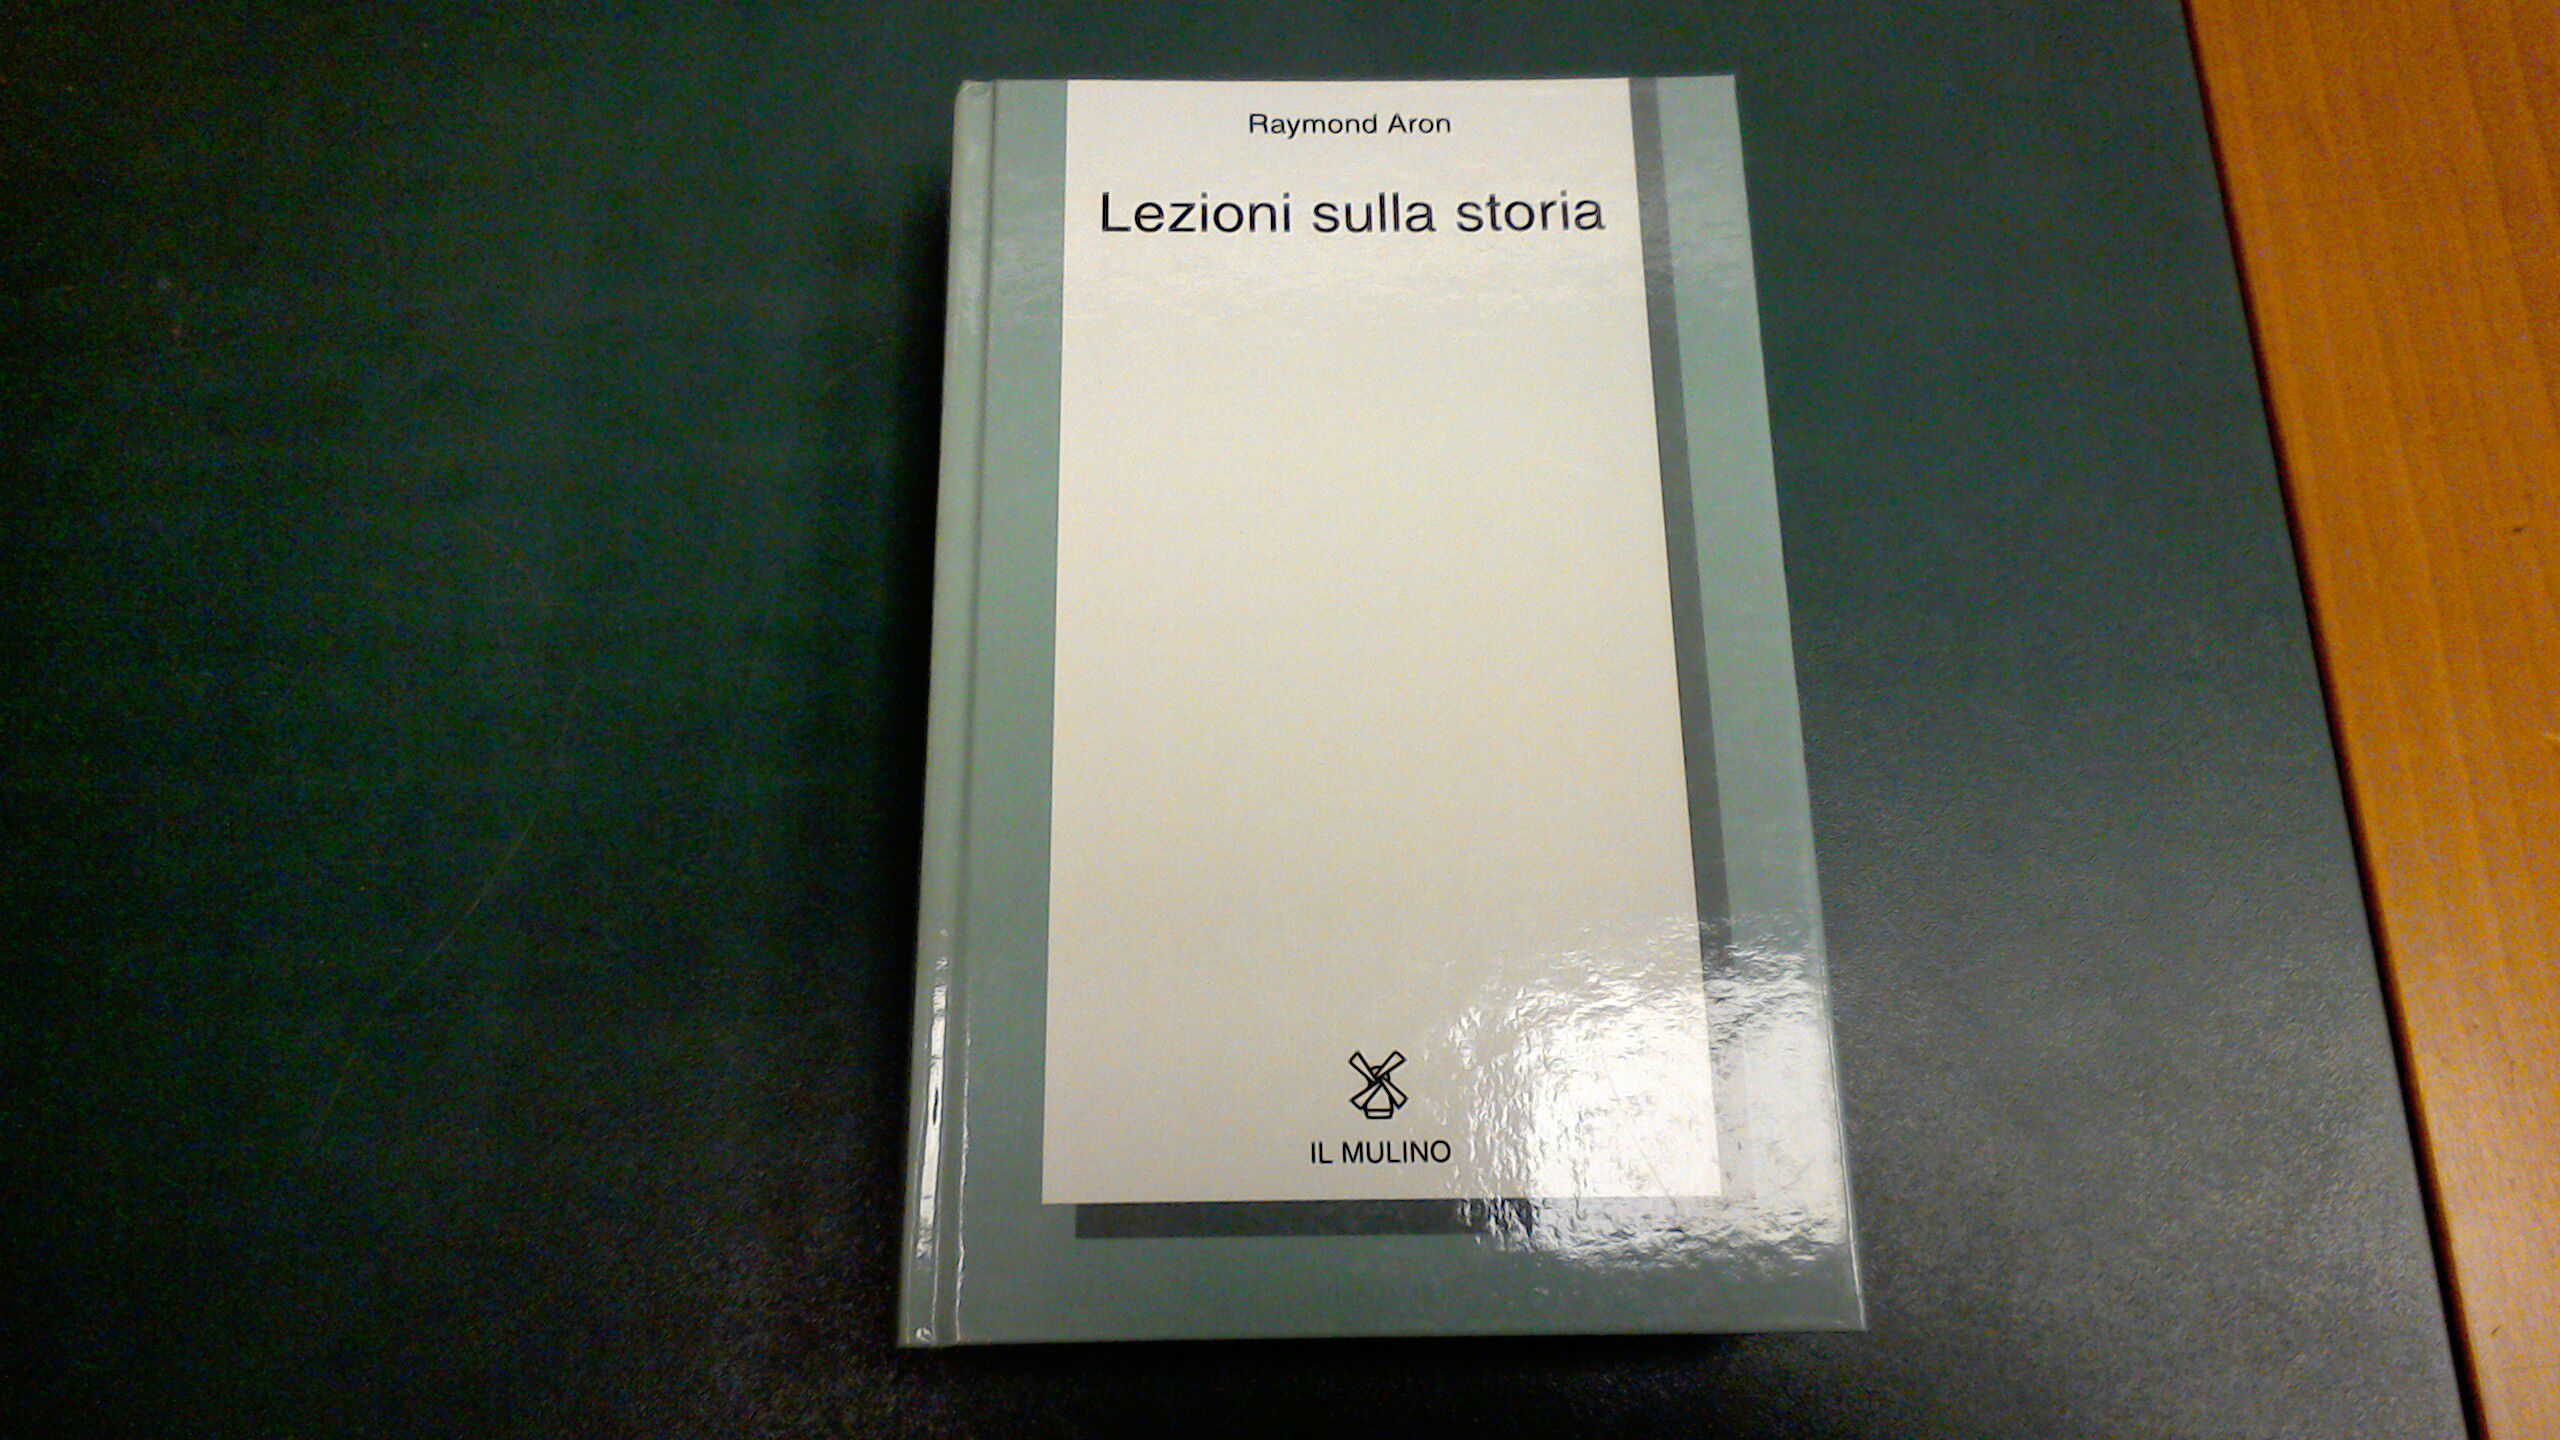 Raymond Aron
Lezioni sulla storia
IL MULINO